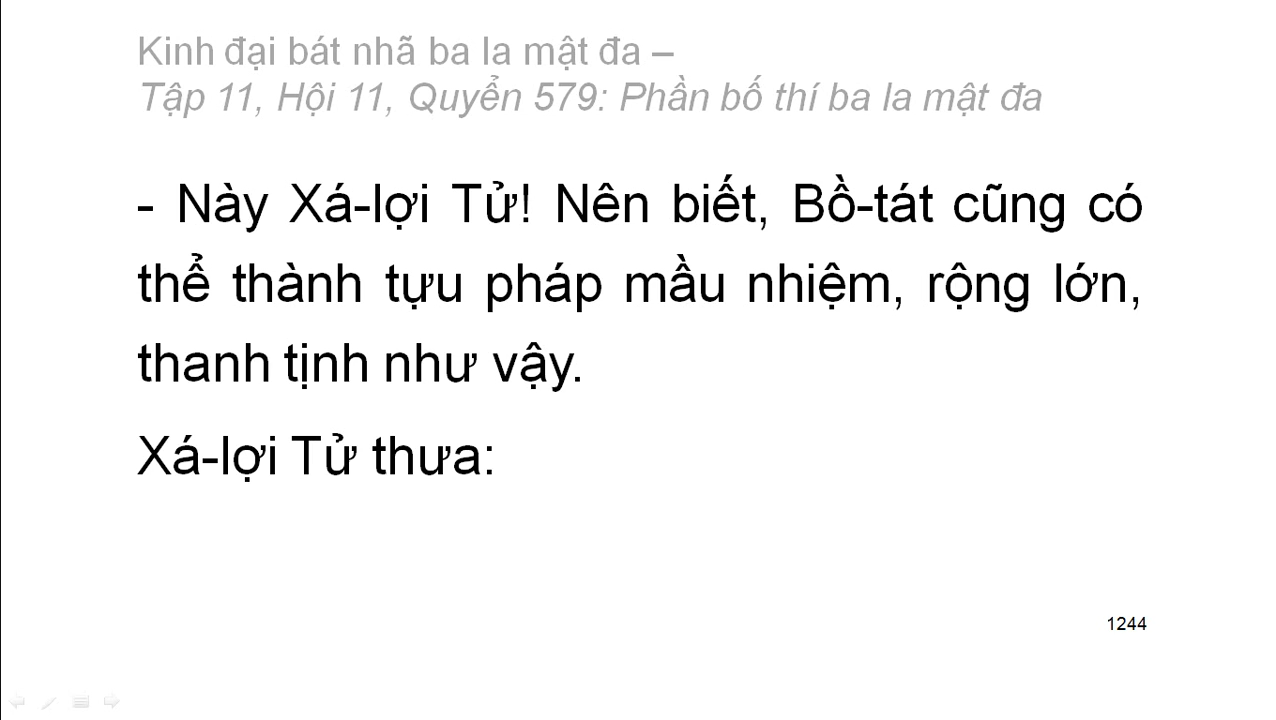 Kinh đại bát nhã ba la mật đa –
Tập 11, Hội 11, Quyển 579: Phần bố thí ba la mật đa
- Này Xá-lợi Tử! Nên biết, Bồ-tát cũng có
thể thành tựu pháp mầu nhiệm, rộng lớn,
thanh tịnh như vậy.
Xá-lợi Tử thưa:
1244